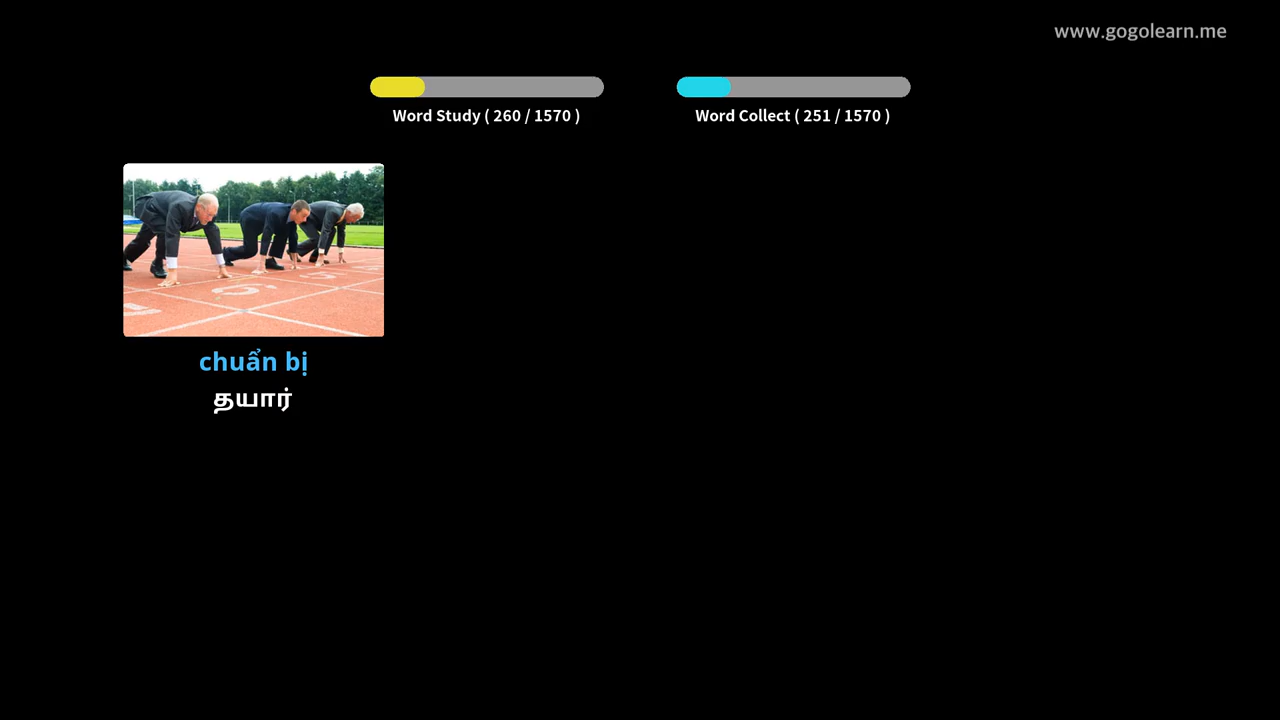 www.gogolearn.me
Word Study ( 260 / 1570 )
Word Collect ( 251 / 1570 )
chuẩn bị
தயார்